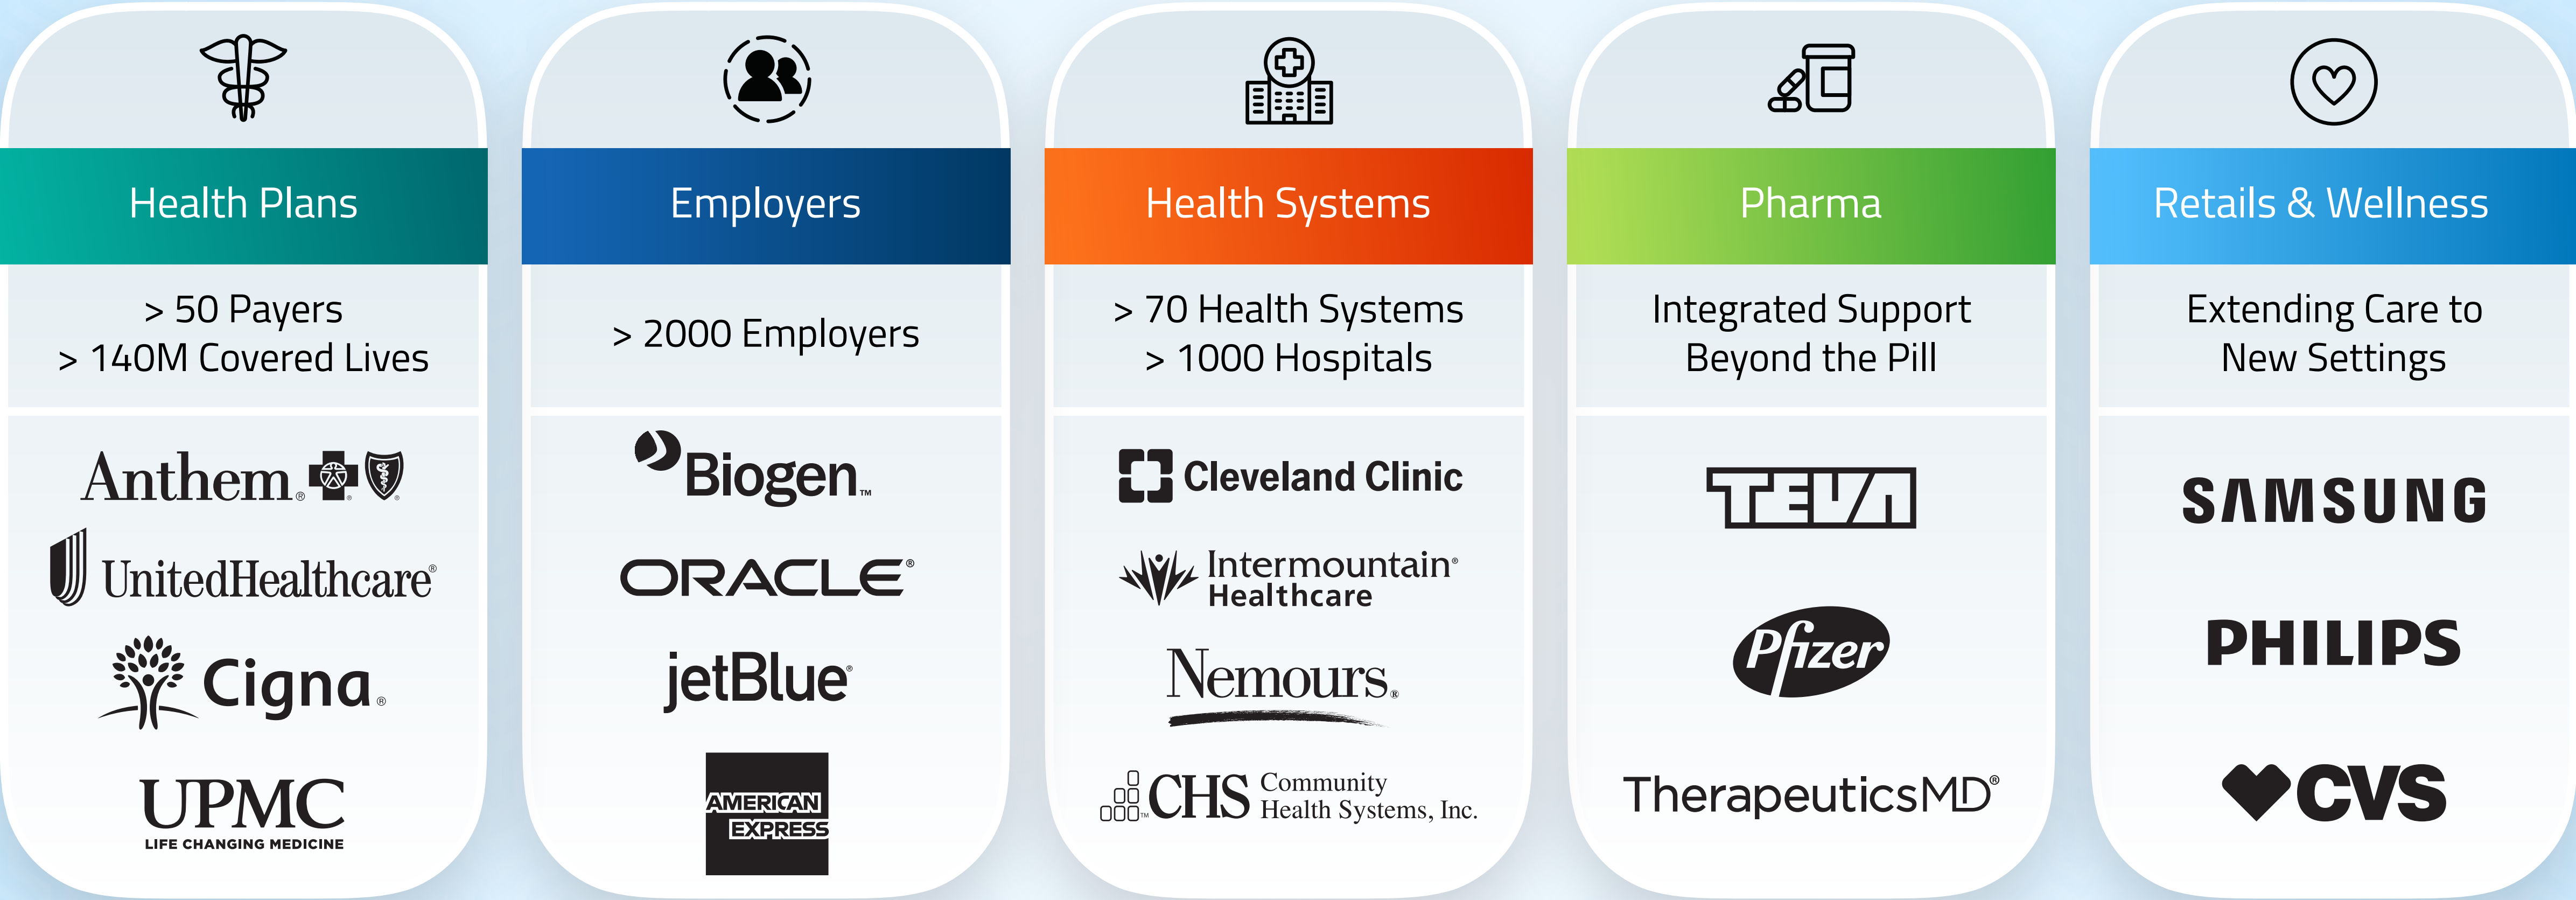 Health Plans
> 50 Payers
> 140M Covered Lives
Anthem®
UnitedHealthcare®
Cigna®
UPMC
LIFE CHANGING MEDICINE
Employers
> 2000 Employers
Biogen™
ORACLE®
jetBlue®
AMERICAN
EXPRESS
Health Systems
> 70 Health Systems
> 1000 Hospitals
Cleveland Clinic
Intermountain®
Healthcare
Nemours®
™CHS Community
Health Systems, Inc.
Pharma
Integrated Support
Beyond the Pill
TEVA
Pfizer
TherapeuticsMD®
Retails & Wellness
Extending Care to
New Settings
SAMSUNG
PHILIPS
CVS